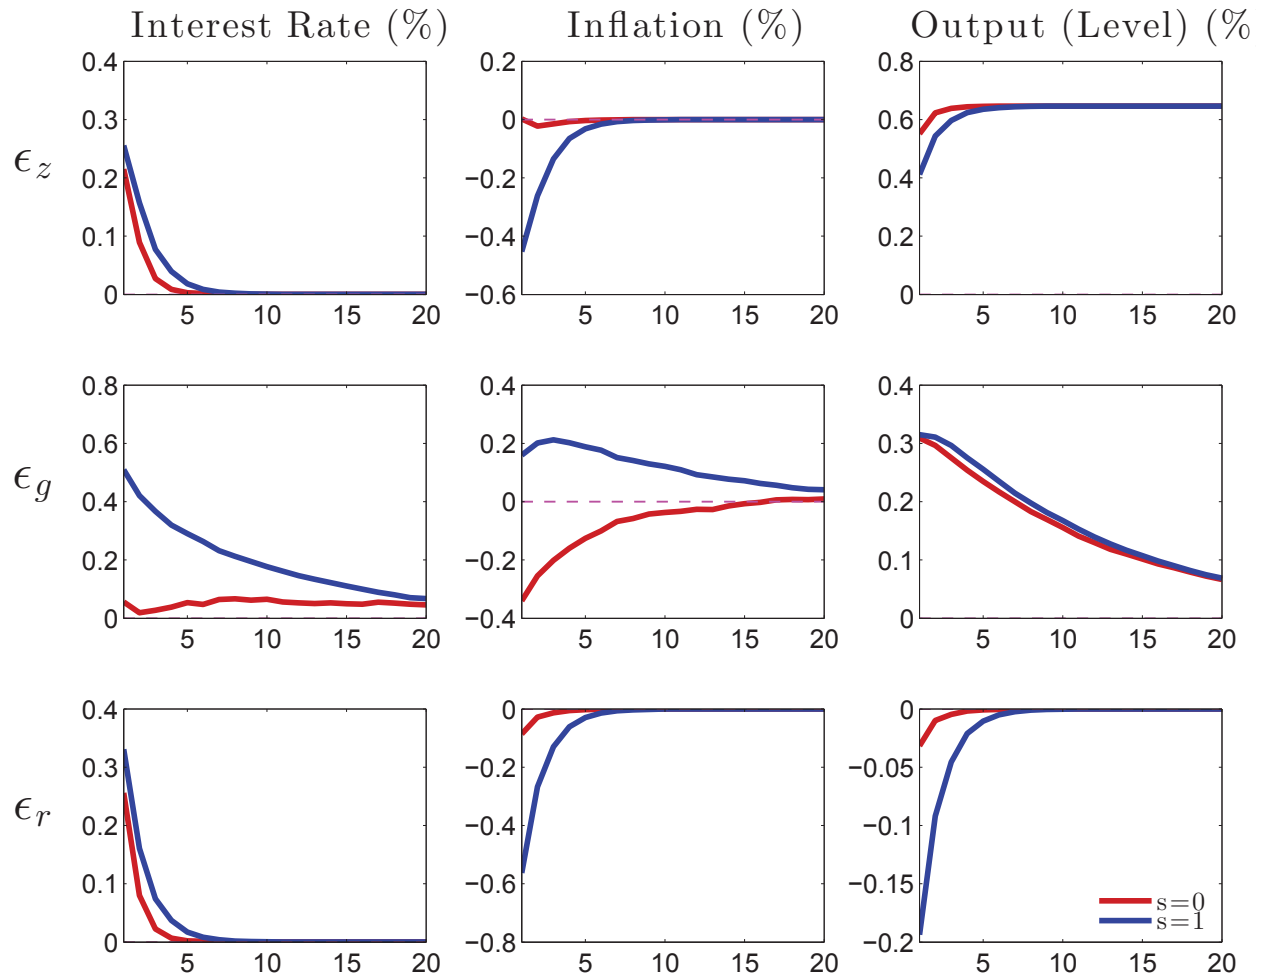 Interest Rate (%) Inflation (%) Output (Level) (%
0.4 0.2 0.8
0.3 0 0.6
0.2 −0.2 0.4
0.1 −0.4 0.2
0 −0.6 0
ϵz
5 10 15 20 5 10 15 20 5 10 15 20
0.8 0.4 0.4
0.6 0.2 0.3
0.4 0 0.2
0.2 −0.2 0.1
0 −0.4 0
ϵg
5 10 15 20 5 10 15 20 5 10 15 20
0.4 0 0
0.3 −0.2 −0.05
0.2 −0.4 −0.1
0.1 −0.6 −0.15
0 −0.8 −0.2
ϵr
s=0
s=1
5 10 15 20 5 10 15 20 5 10 15 20